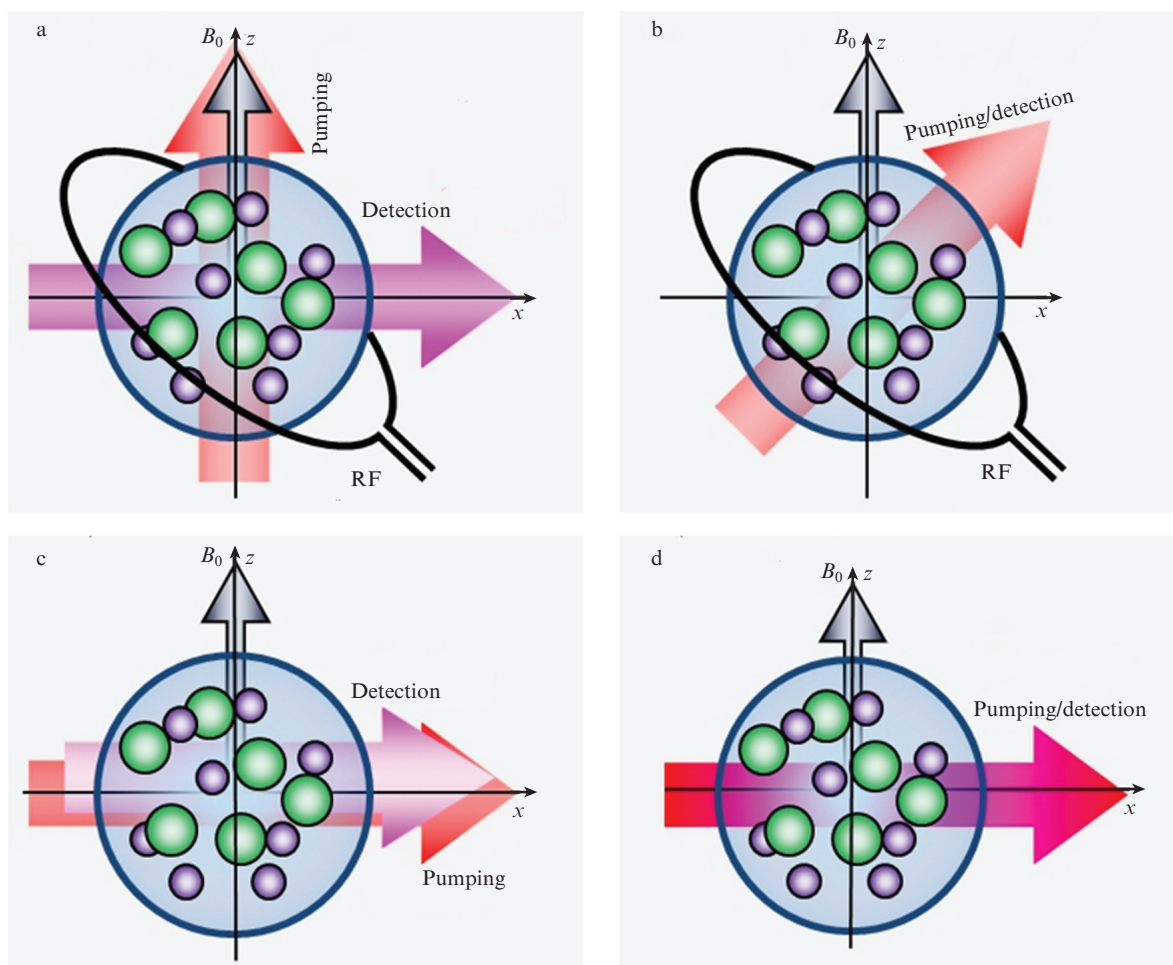 a
B0 z
Pumping
Detection
x
RF
b
B0 z
Pumping/detection
x
RF
c
B0 z
Detection
x
Pumping
d
B0 z
Pumping/detection
x